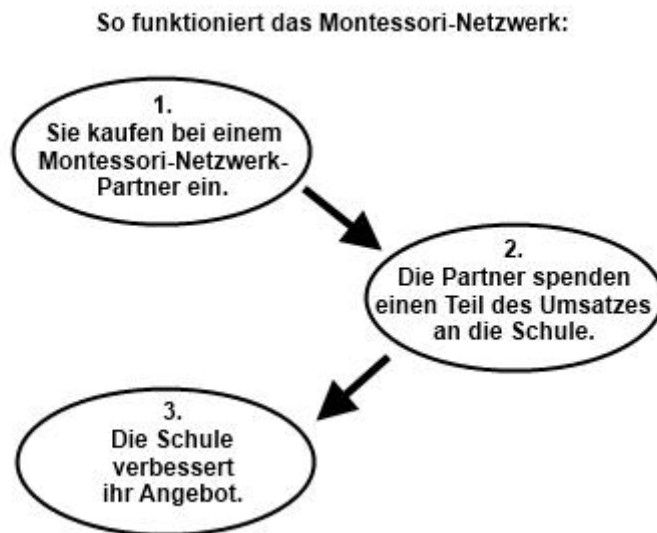 So funktioniert das Montessori-Netzwerk:
1.
Sie kaufen bei einem
Montessori-Netzwerk-
Partner ein.
2.
Die Partner spenden
einen Teil des Umsatzes
an die Schule.
3.
Die Schule
verbessert
ihr Angebot.